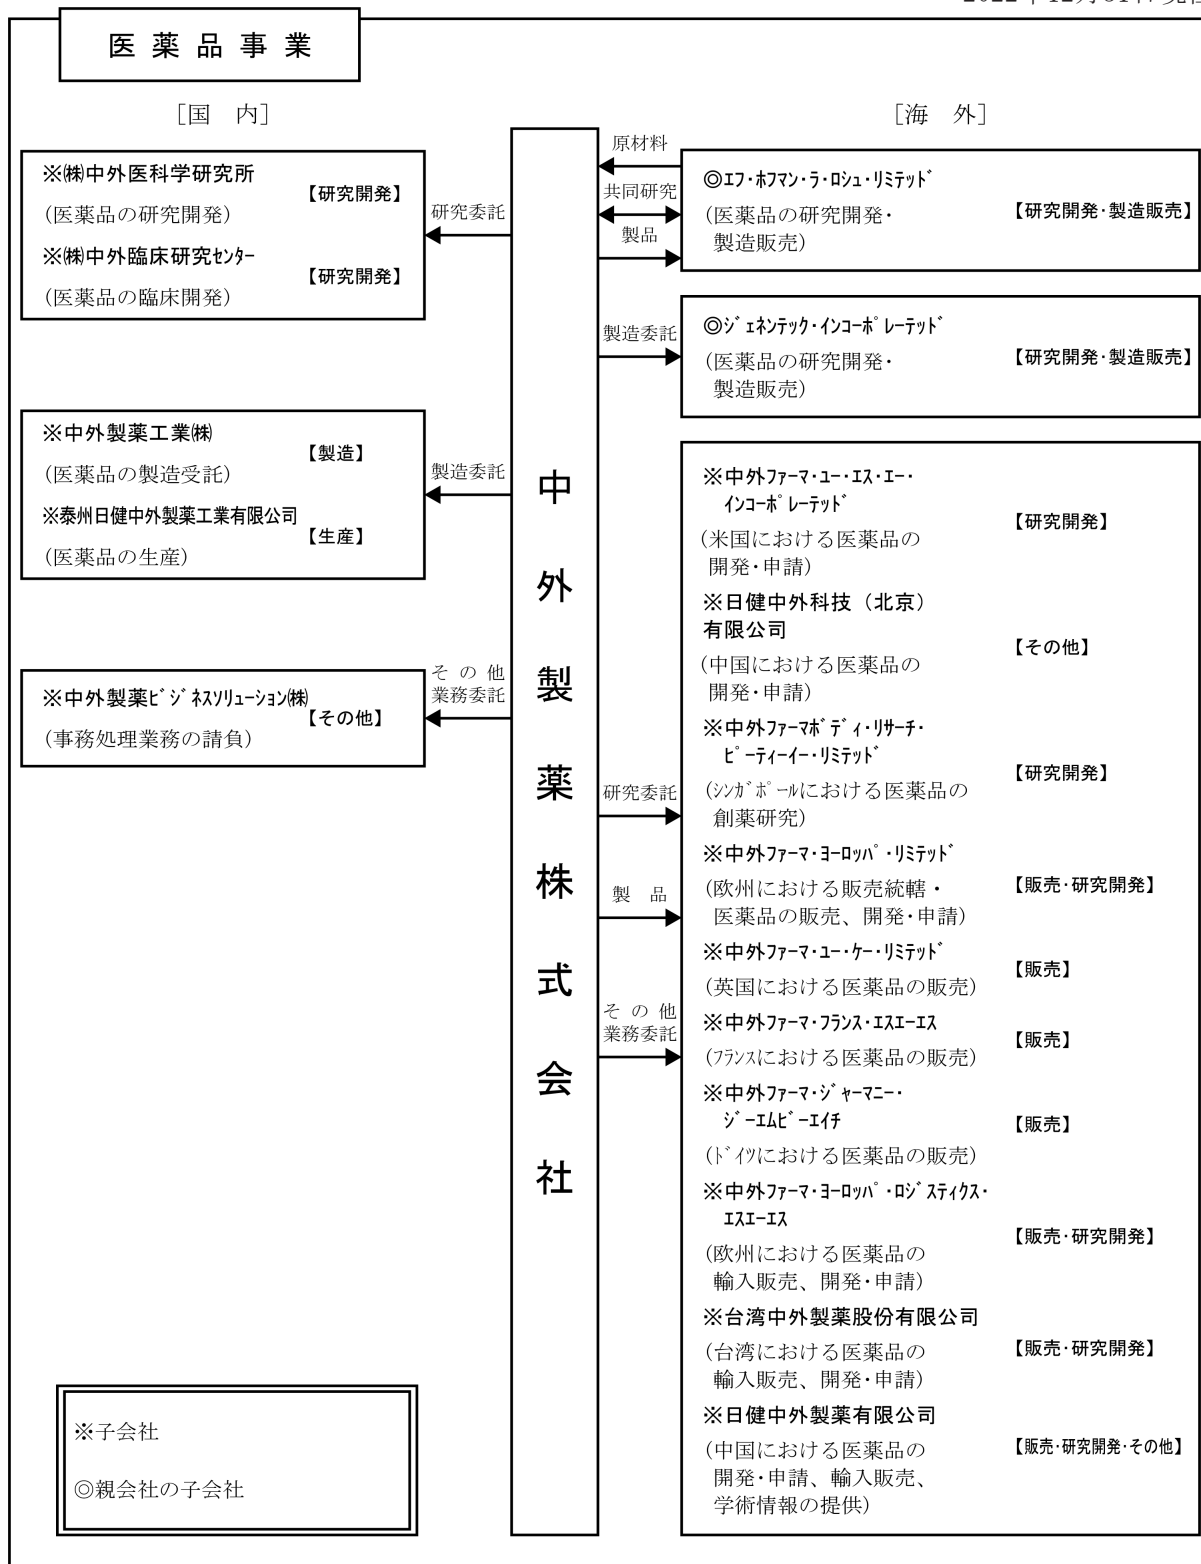 医薬品事業
[国　内]
※㈱中外医科学研究所
【研究開発】
(医薬品の研究開発)
※㈱中外臨床研究ｾﾝﾀｰ
【研究開発】
(医薬品の臨床開発)
研究委託
※中外製薬工業㈱
【製造】
(医薬品の製造受託)
※泰州日健中外製薬工業有限公司
【生産】
(医薬品の生産)
製造委託
※中外製薬ﾋﾞｼﾞﾈｽｿﾘｭｰｼｮﾝ㈱
【その他】
(事務処理業務の請負)
その他
業務委託
※子会社
◎親会社の子会社
中外製薬株式会社
[海　外]
原材料
共同研究
製品
◎ｴﾌ･ﾎﾌﾏﾝ･ﾗ･ﾛｼｭ･ﾘﾐﾃｯﾄﾞ
(医薬品の研究開発･
製造販売)
【研究開発･製造販売】
製造委託
◎ｼﾞｪﾈﾝﾃｯｸ･ｲﾝｺｰﾎﾟﾚｰﾃｯﾄﾞ
(医薬品の研究開発･
製造販売)
【研究開発･製造販売】
研究委託
製　品
その他
業務委託
※中外ﾌｧｰﾏ･ﾕｰ･ｴｽ･ｴｰ･
ｲﾝｺｰﾎﾟﾚｰﾃｯﾄﾞ
【研究開発】
(米国における医薬品の
開発･申請)
※日健中外科技（北京）
有限公司
【その他】
(中国における医薬品の
開発･申請)
※中外ﾌｧｰﾏﾎﾞﾃﾞｨ･ﾘｻｰﾁ･
ﾋﾟｰﾃｨｰｲｰ･ﾘﾐﾃｯﾄﾞ
【研究開発】
(ｼﾝｶﾞﾎﾟｰﾙにおける医薬品の
創薬研究)
※中外ﾌｧｰﾏ･ﾖｰﾛｯﾊﾟ･ﾘﾐﾃｯﾄﾞ
(欧州における販売統轄･
医薬品の販売、開発･申請)
【販売･研究開発】
※中外ﾌｧｰﾏ･ﾕｰ･ｹｰ･ﾘﾐﾃｯﾄﾞ
【販売】
(英国における医薬品の販売)
※中外ﾌｧｰﾏ･ﾌﾗﾝｽ･ｴｽｴｰｴｽ
【販売】
(ﾌﾗﾝｽにおける医薬品の販売)
※中外ﾌｧｰﾏ･ｼﾞｬｰﾏﾆｰ･
ｼﾞｰｴﾑﾋﾞｰｴｲﾁ
【販売】
(ﾄﾞｲﾂにおける医薬品の販売)
※中外ﾌｧｰﾏ･ﾖｰﾛｯﾊﾟ･ﾛｼﾞｽﾃｨｸｽ･
ｴｽｴｰｴｽ
【販売･研究開発】
(欧州における医薬品の
輸入販売、開発･申請)
※台湾中外製薬股份有限公司
【販売･研究開発】
(台湾における医薬品の
輸入販売、開発･申請)
※日健中外製薬有限公司
【販売･研究開発･その他】
(中国における医薬品の
開発･申請、輸入販売、
学術情報の提供)